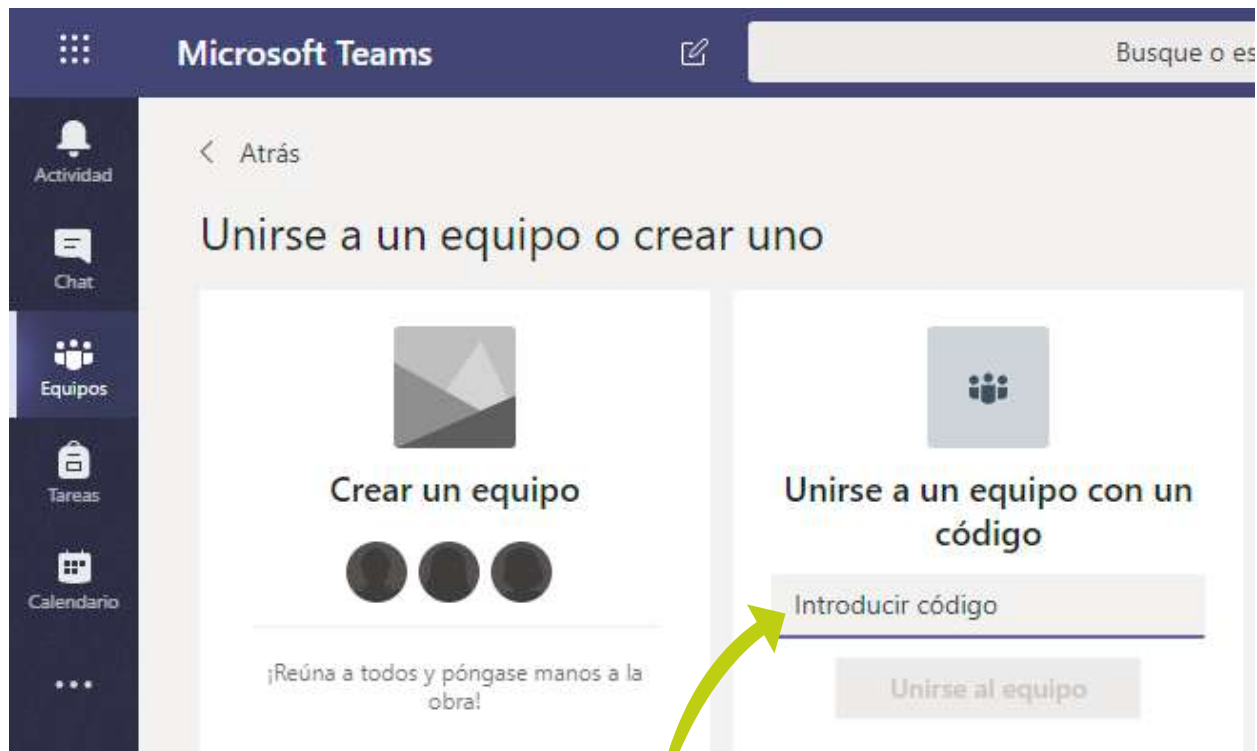 Microsoft Teams
Busque o es
Actividad
Chat
Equipos
Tareas
Calendario
Atrás
Unirse a un equipo o crear uno
Crear un equipo
¡Reúna a todos y póngase manos a la
obra!
Unirse a un equipo con un
código
Introducir código
Unirse al equipo